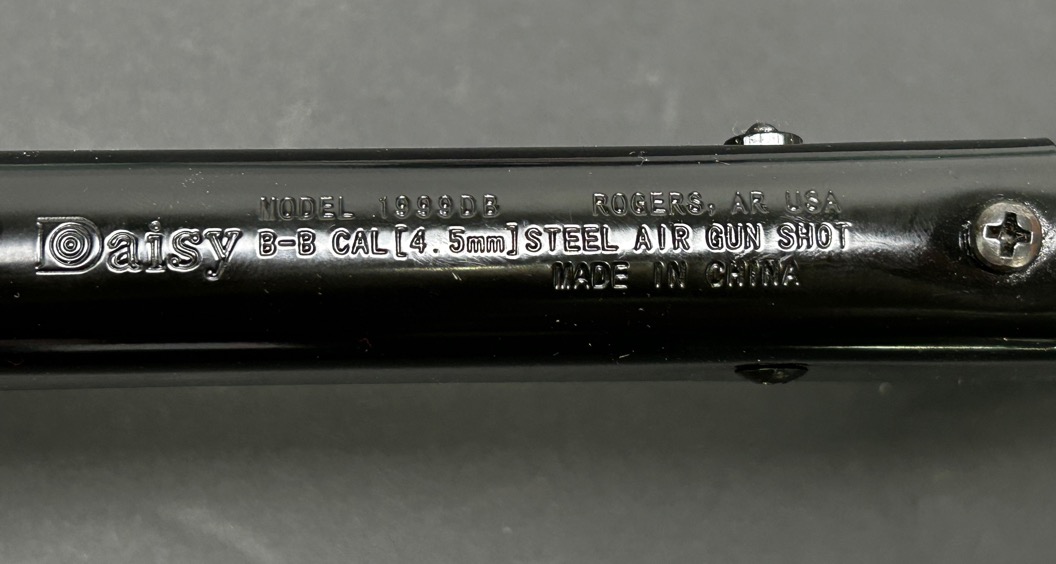 MODEL 1999DB ROGERS, AR USA
Daisy B-B CAL[4.5mm]STEEL AIR GUN SHOT
MADE IN CHINA